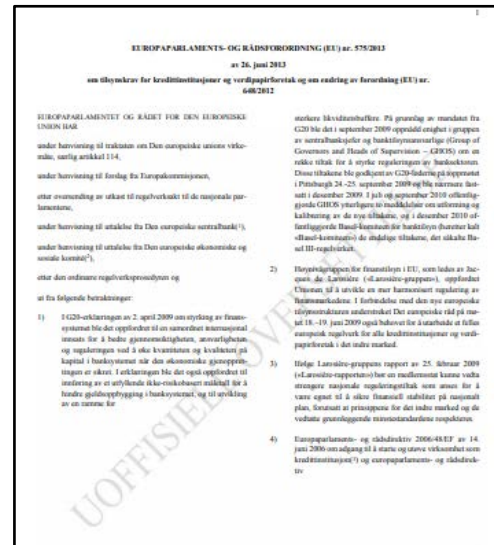 1
EUROPAPARLAMENTS- OG RÅDSFORORDNING (EU) nr. 575/2013
av 26. juni 2013
om tilsynskrav for kredittinstitusjoner og verdipapirforetak og om endring av forordning (EU) nr.
648/2012
EUROPAPARLAMENTET OG RÅDET FOR DEN EUROPEISKE
UNION HAR
under henvisning til traktaten om Den europeiske unions virke-
måte, særlig artikkel 114,
under henvisning til forslag fra Europakommisjonen,
etter oversending av utkast til regelverksakt til de nasjonale par-
lamentene,
under henvisning til uttalelse fra Den europeiske sentralbank(¹),
under henvisning til uttalelse fra Den europeiske økonomiske og
sosiale komité(²),
etter den ordinære regelverksprosedyren og
ut fra følgende betraktninger:
1) I G20-erklæringen av 2. april 2009 om styrking av finans-
systemet ble det oppfordret til en samordnet internasjonal
innsats for å bedre gjennomsiktigheten, ansvarligheten
og reguleringen ved å øke kvantiteten og kvaliteten på
kapital i banksystemet når den økonomiske gjenopprett-
tingen er sikret. I erklæringen ble det også oppfordret til
innføring av et utfyllende ikke-risikobasert måltall for å
hindre gjeldsoppbygging i banksystemet, og til utvikling
av en ramme for
sterkere likviditetsbuffere. På grunnlag av mandatet fra
G20 ble det i september 2009 oppnådd enighet i gruppen
av sentralbanksjefer og banktilsynsansvarlige (Group of
Governors and Heads of Supervision – GHOS) om en
rekke tiltak for å styrke reguleringen av banksektoren.
Disse tiltakene ble godkjent av G20-lederne på toppmøtet
i Pittsburgh 24.-25. september 2009 og ble nærmere fast-
satt i desember 2009. I juli og september 2010 offentlig-
gjorde GHOS ytterligere to meddelelser om utforming og
kalibrering av de nye tiltakene, og i desember 2010 of-
fentliggjorde Basel-komiteen for banktilsyn (heretter kalt
«Basel-komiteen») de endelige tiltakene, det såkalte Ba-
sel III-regelverket.
2) Høynivågruppen for finanstilsyn i EU, som ledes av Jac-
ques de Larosière («Larosière-gruppen»), oppfordret
Unionen til å utvikle en mer harmonisert regulering av
finansmarkedene. I forbindelse med den nye europeiske
tilsynsstrukturen understreket Det europeiske råd på mø-
tet 18.–19. juni 2009 også behovet for å utarbeide et felles
europeisk regelverk for alle kredittinstitusjoner og verdi-
papirforetak i det indre marked.
3) Ifølge Larosière-gruppens rapport av 25. februar 2009
(«Larosière-rapporten») bør en medlemsstat kunne vedta
strengere nasjonale reguleringstiltak som anses for å
være egnet til å sikre finansiell stabilitet på nasjonalt
plan, forutsatt at prinsippene for det indre marked og de
vedtatte grunnleggende minstestandardene respekteres.
4) Europaparlaments- og rådsdirektiv 2006/48/EF av 14.
juni 2006 om adgang til å starte og utøve virksomhet som
kredittinstitusjon(³) og europaparlaments- og rådsdirek-
tiv
UOFFISIELL OVERSETTELSE